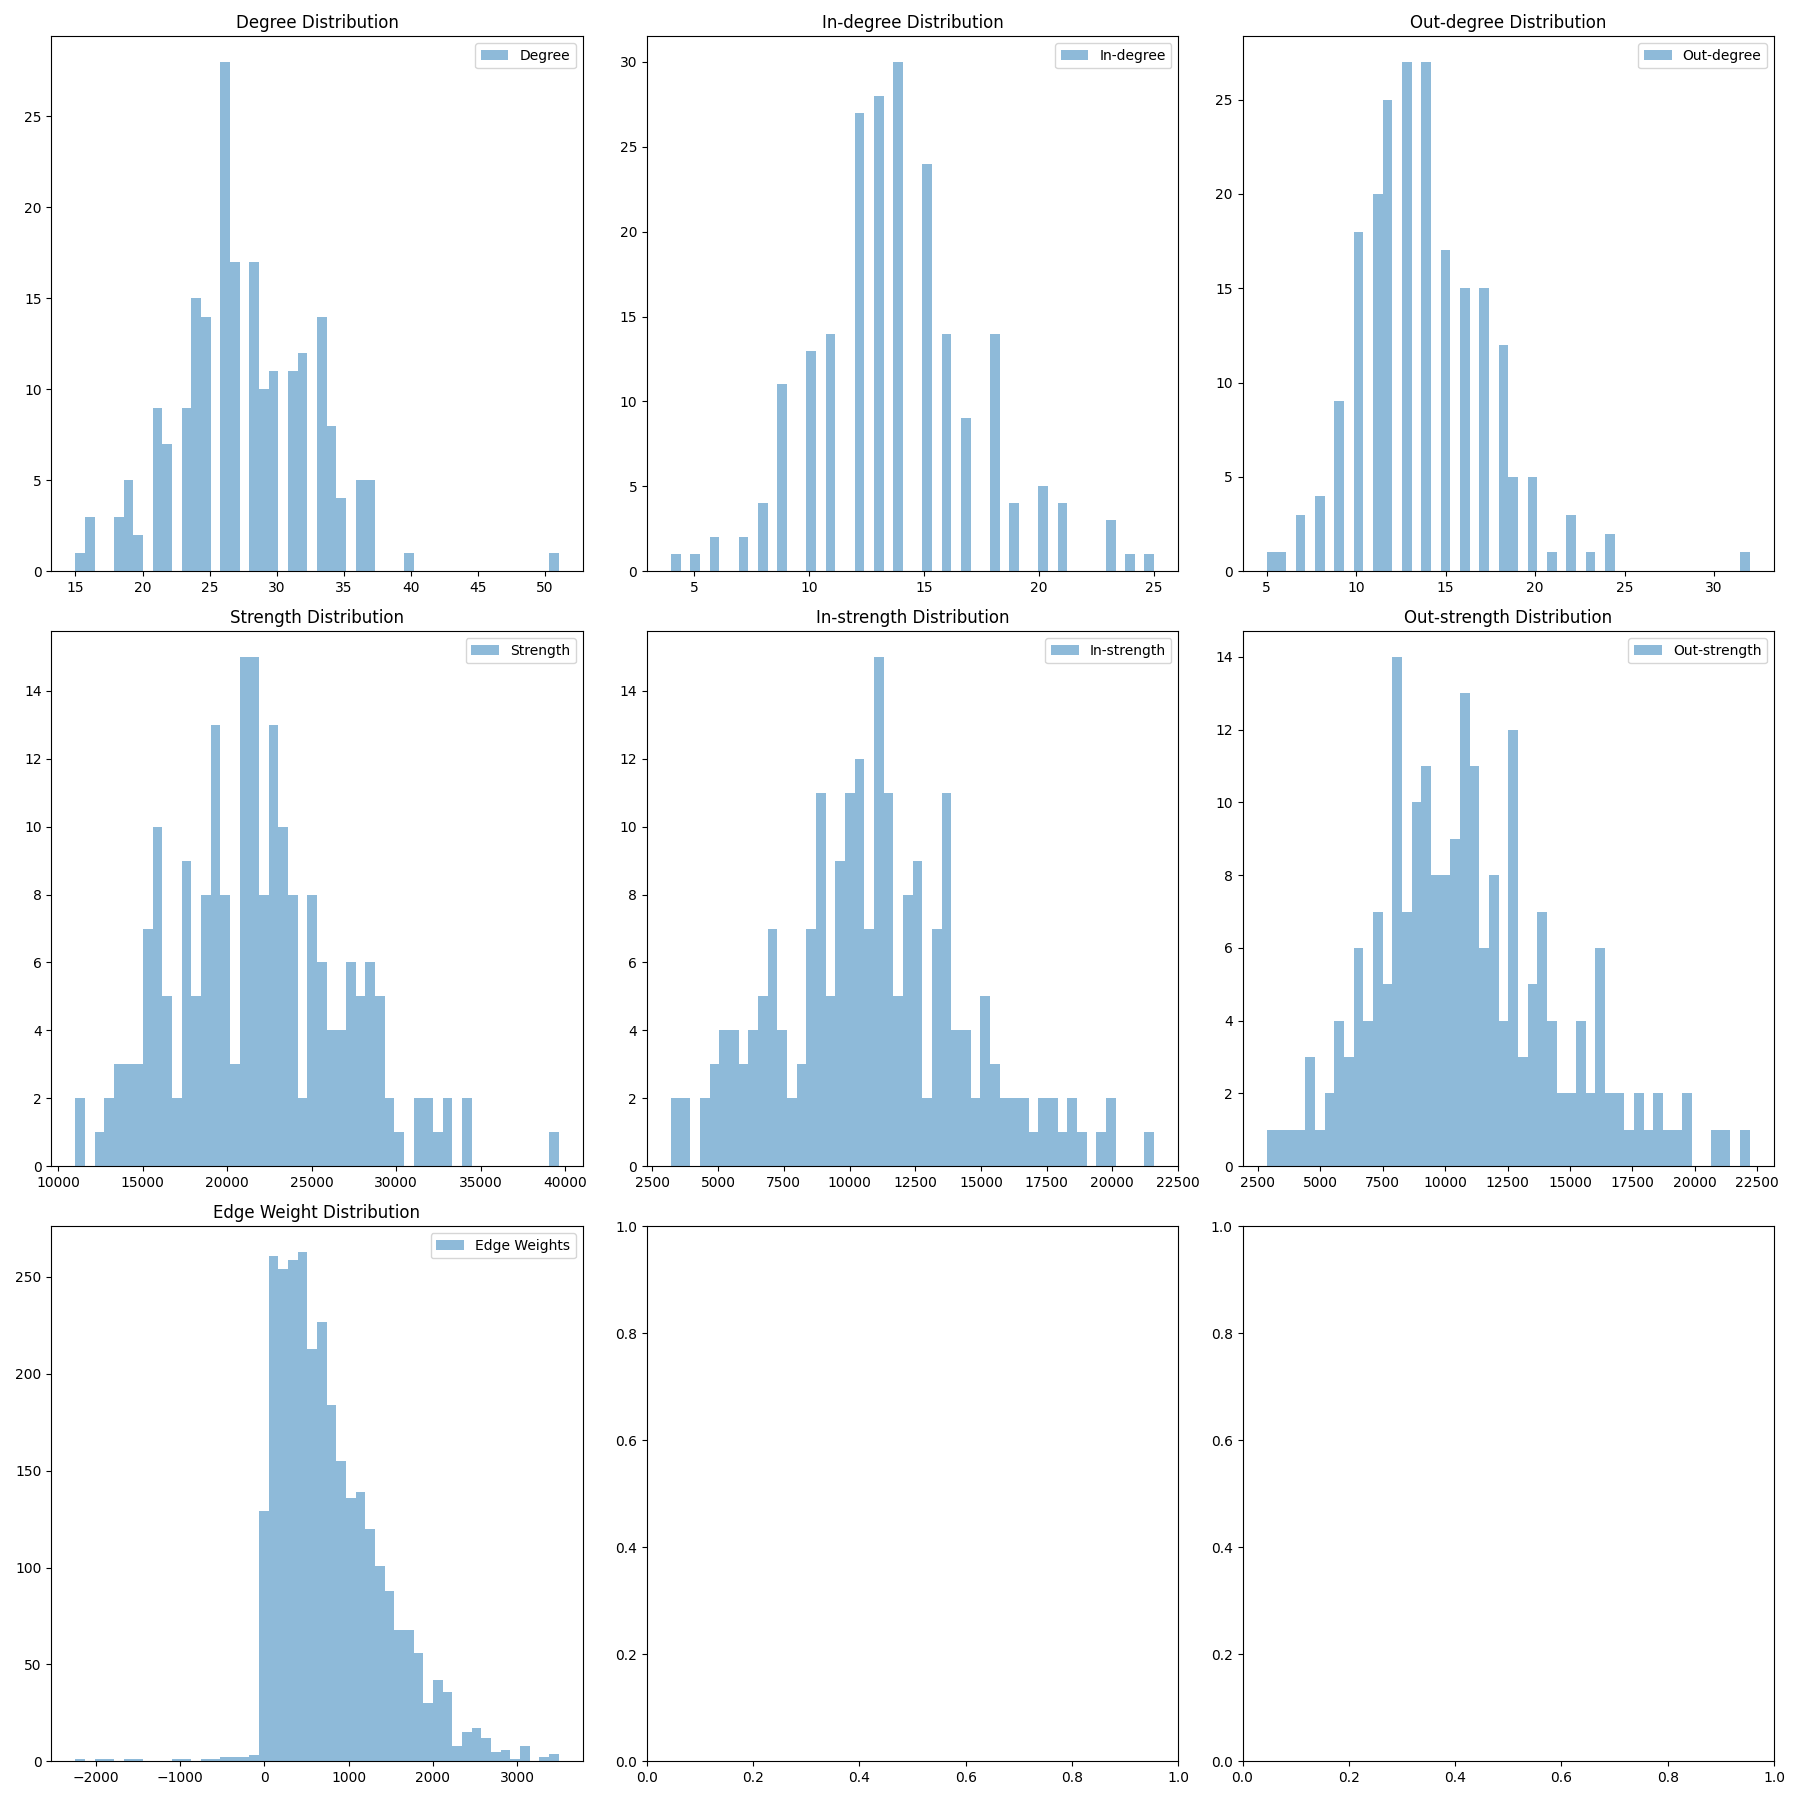 Degree Distribution
Degree
25
20
15
10
5
0
15 20 25 30 35 40 45 50
In-degree Distribution
In-degree
30
25
20
15
10
5
0
5 10 15 20 25
Out-degree Distribution
Out-degree
25
20
15
10
5
0
5 10 15 20 25 30
Strength Distribution
Strength
14
12
10
8
6
4
2
0
10000 15000 20000 25000 30000 35000 40000
In-strength Distribution
In-strength
14
12
10
8
6
4
2
0
2500 5000 7500 10000 12500 15000 17500 20000 22500
Out-strength Distribution
Out-strength
14
12
10
8
6
4
2
0
2500 5000 7500 10000 12500 15000 17500 20000 22500
Edge Weight Distribution
Edge Weights
250
200
150
100
50
0
−2000 −1000 0 1000 2000 3000
1.0
0.8
0.6
0.4
0.2
0.0
0.0 0.2 0.4 0.6 0.8 1.0
1.0
0.8
0.6
0.4
0.2
0.0
0.0 0.2 0.4 0.6 0.8 1.0